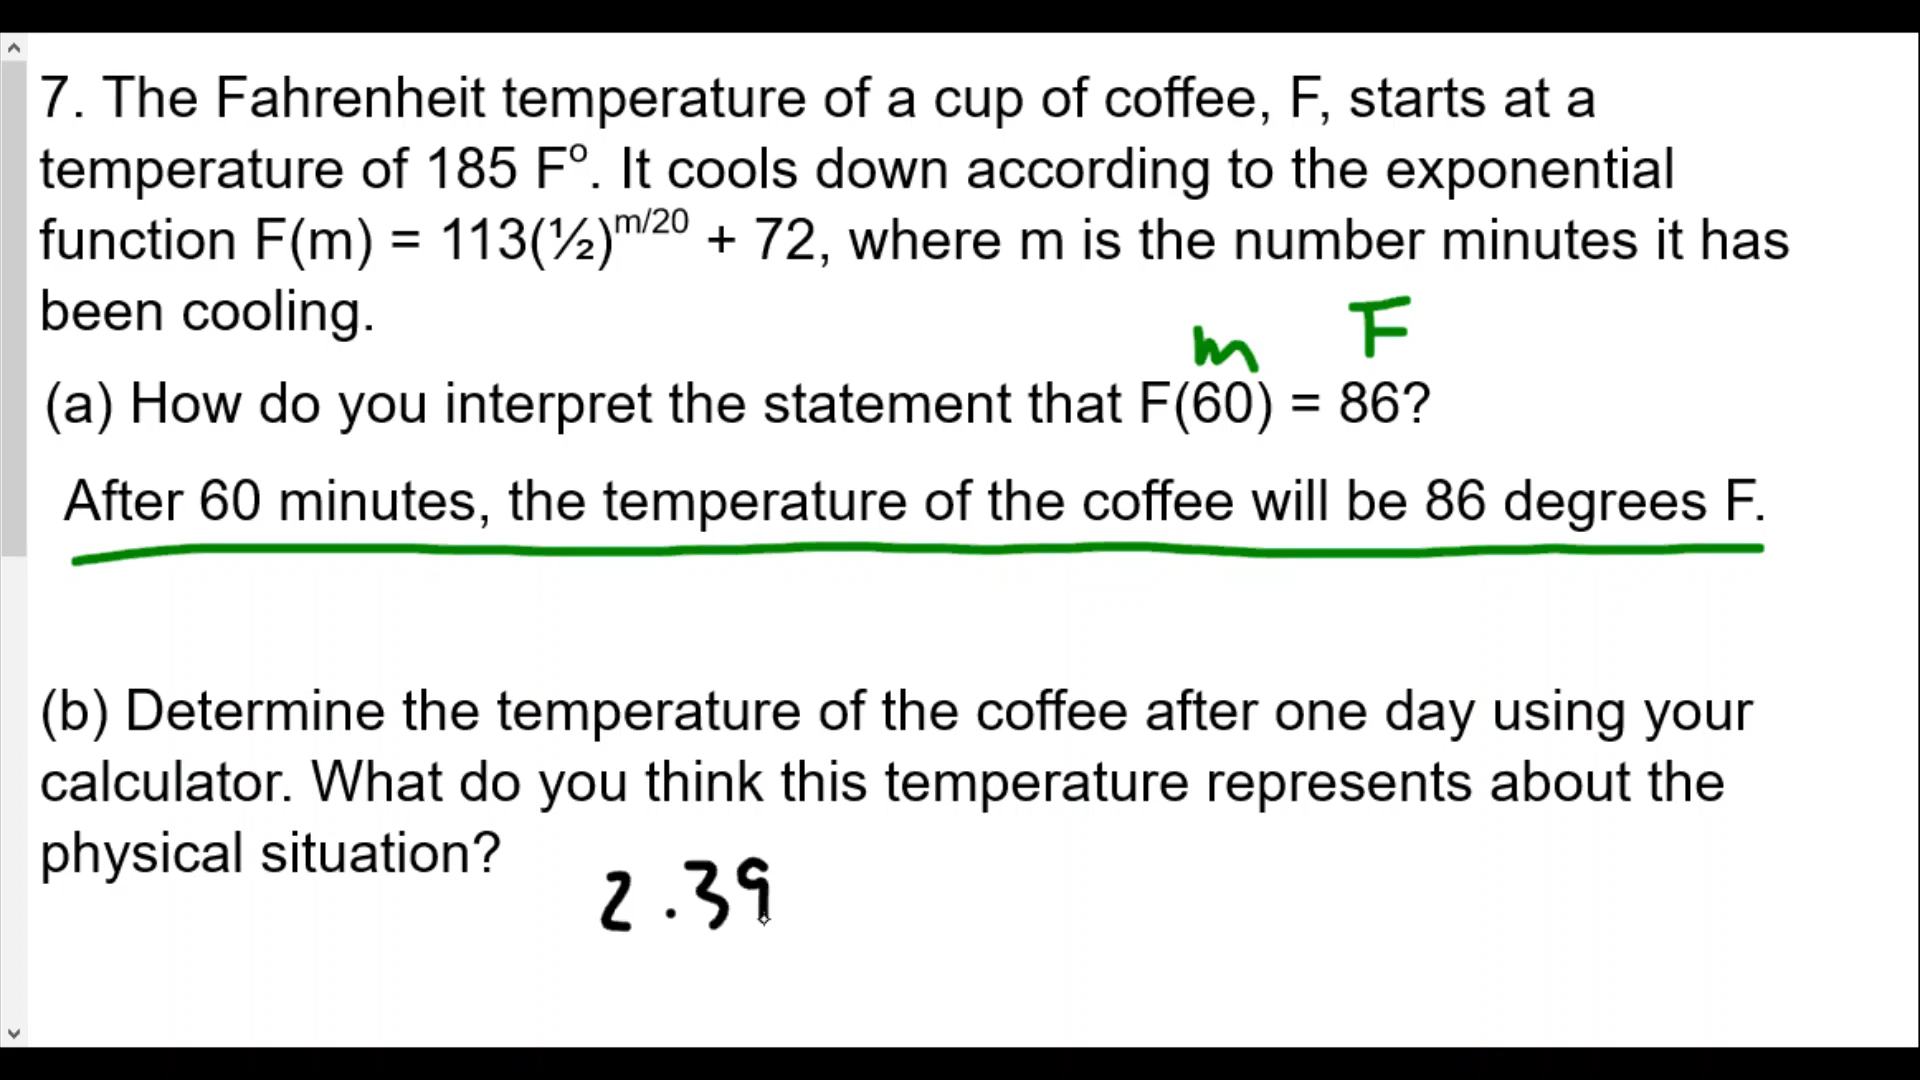 7. The Fahrenheit temperature of a cup of coffee, F, starts at a
temperature of 185 Fº. It cools down according to the exponential
function F(m) = 113(½)^m/20 + 72, where m is the number minutes it has
been cooling.
m F
(a) How do you interpret the statement that F(60) = 86?
After 60 minutes, the temperature of the coffee will be 86 degrees F.
(b) Determine the temperature of the coffee after one day using your
calculator. What do you think this temperature represents about the
physical situation?
2.39